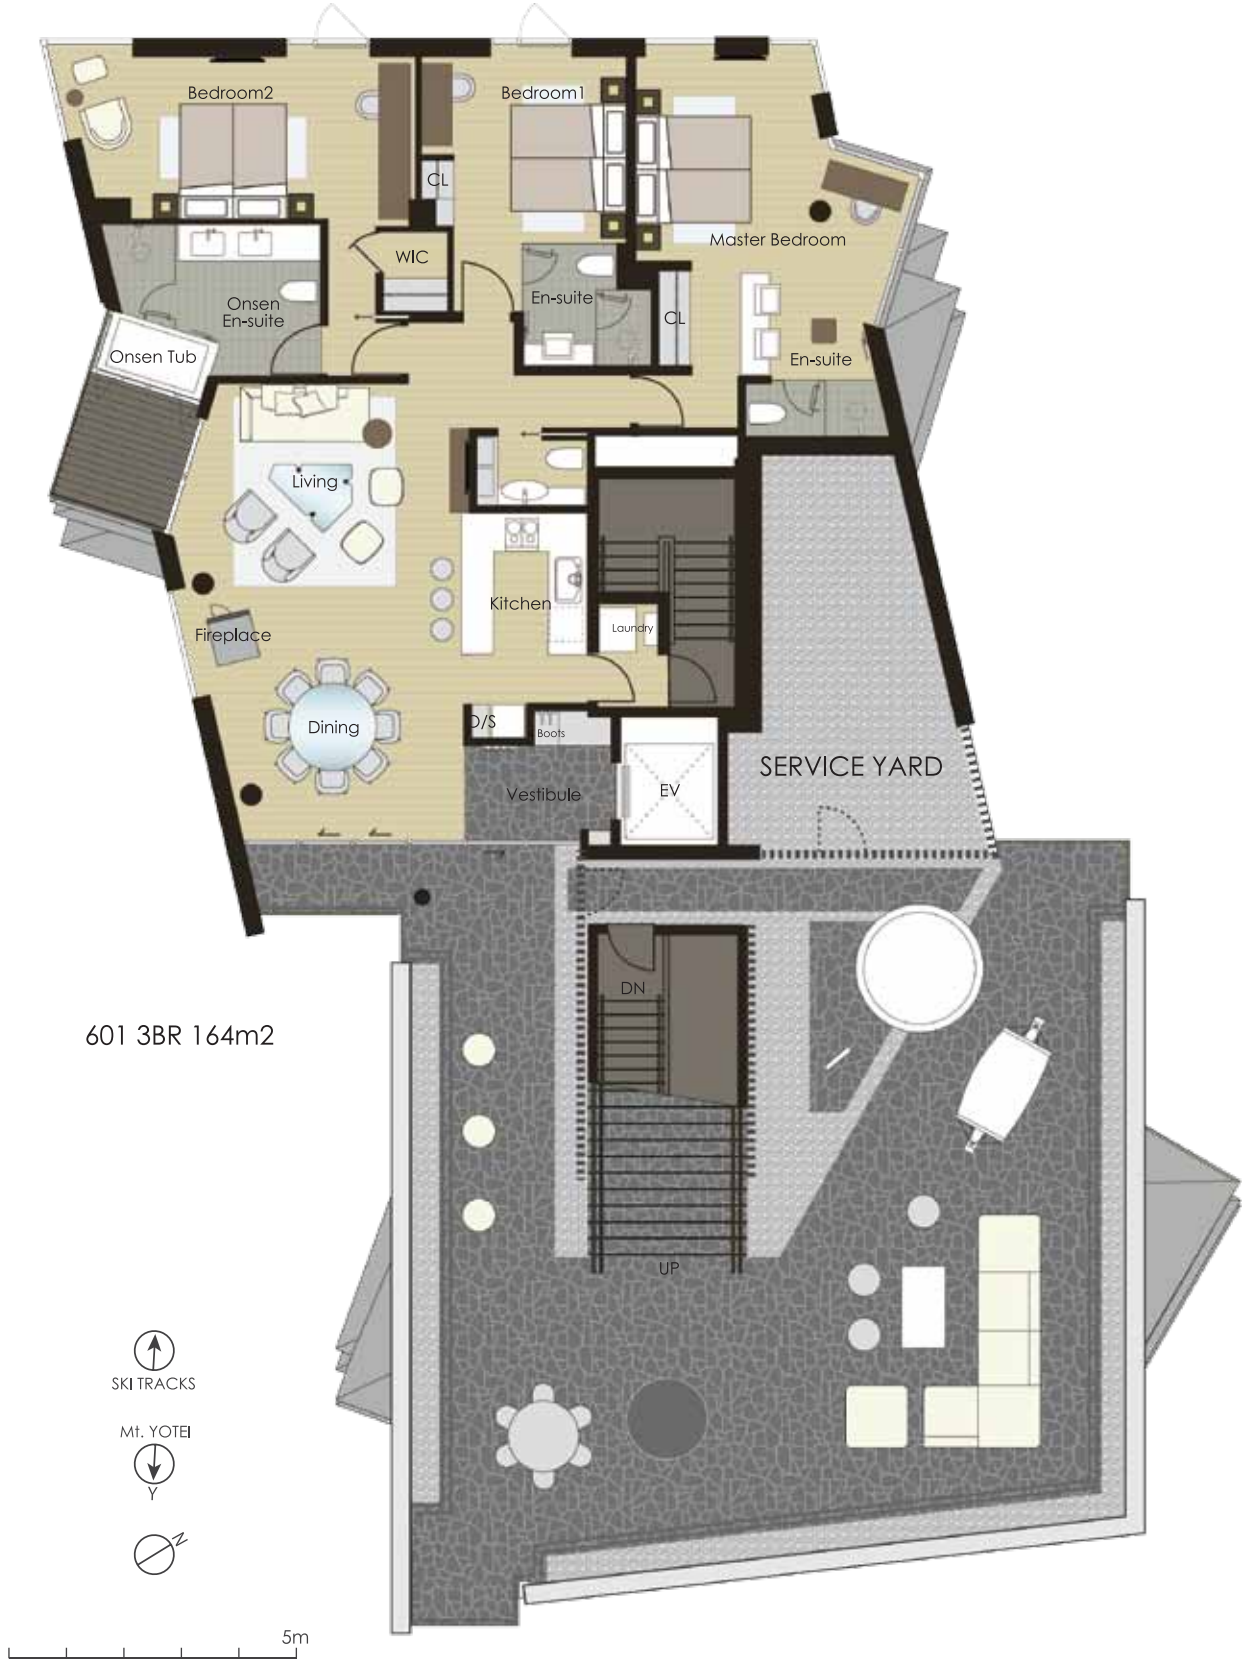 Bedroom2
Bedroom1
CL
WIC
Master Bedroom
Onsen
En-suite
En-suite
CL
Onsen Tub
En-suite
Living
Kitchen
Laundry
Fireplace
Dining
D/S
Boots
Vestibule
EV
SERVICE YARD
DN
601 3BR 164m2
UP
SKI TRACKS
Mt. YOTEI
Y
N
5m